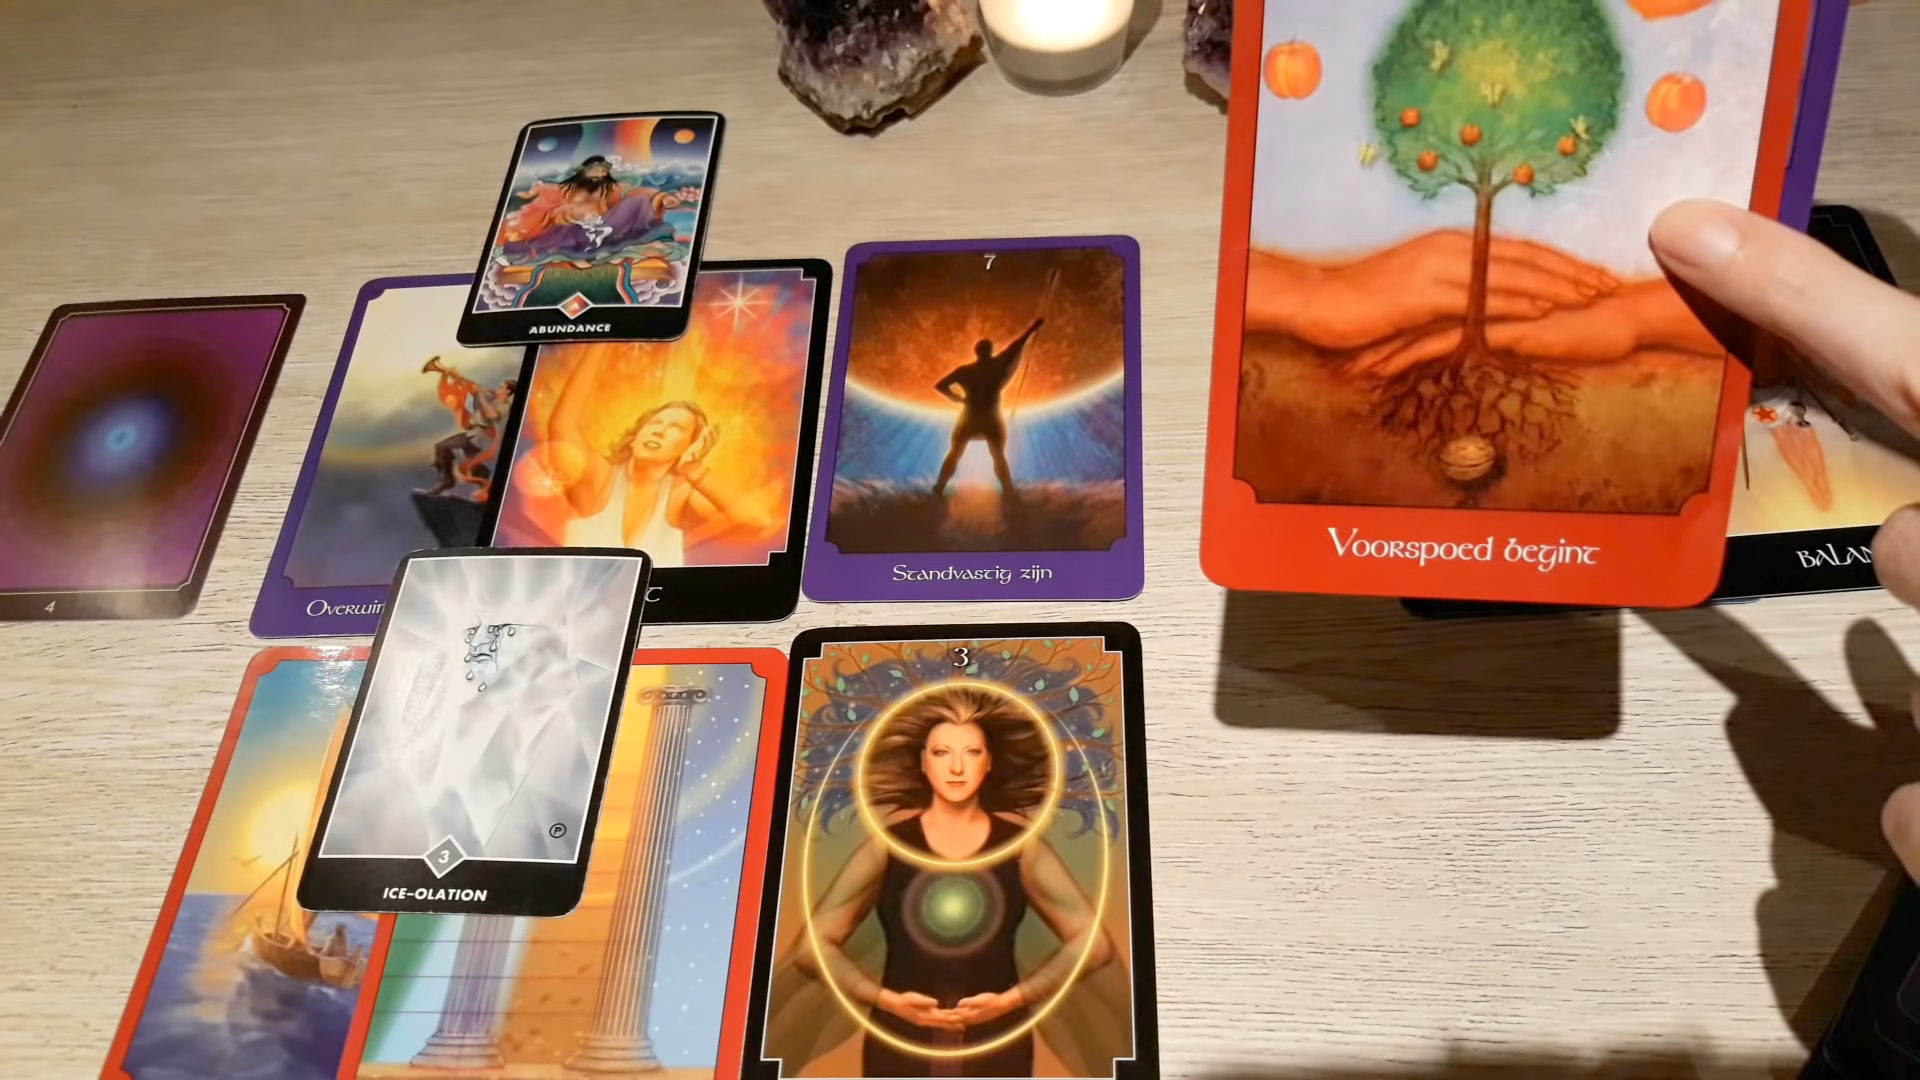 ABUNDANCE
7
Voorspoed begint
Standvastig zijn
4
3
P
3
ICE-OLATION